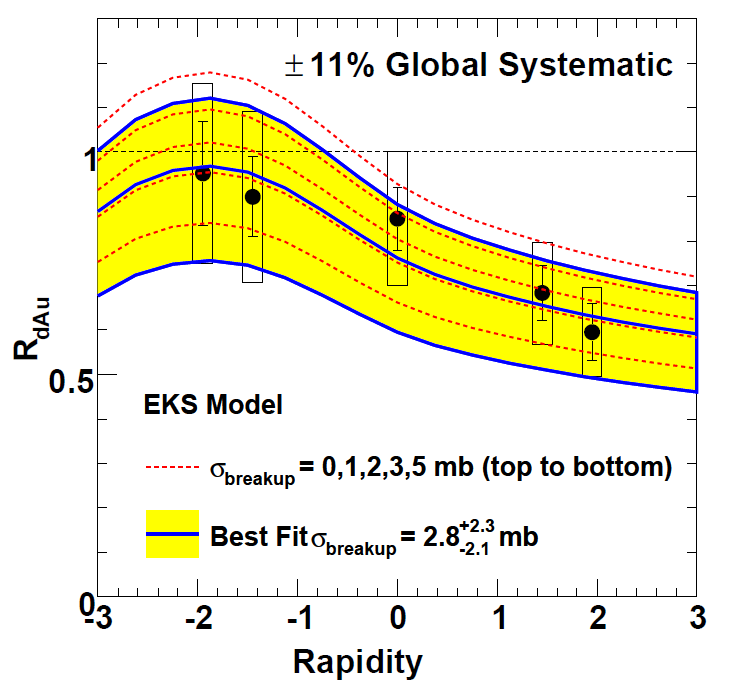 ± 11% Global Systematic
1
R_dAu
0.5
EKS Model
σ_breakup = 0,1,2,3,5 mb (top to bottom)
Best Fit σ_breakup = 2.8 +2.3 -2.1 mb
0
-3 -2 -1 0 1 2 3
Rapidity